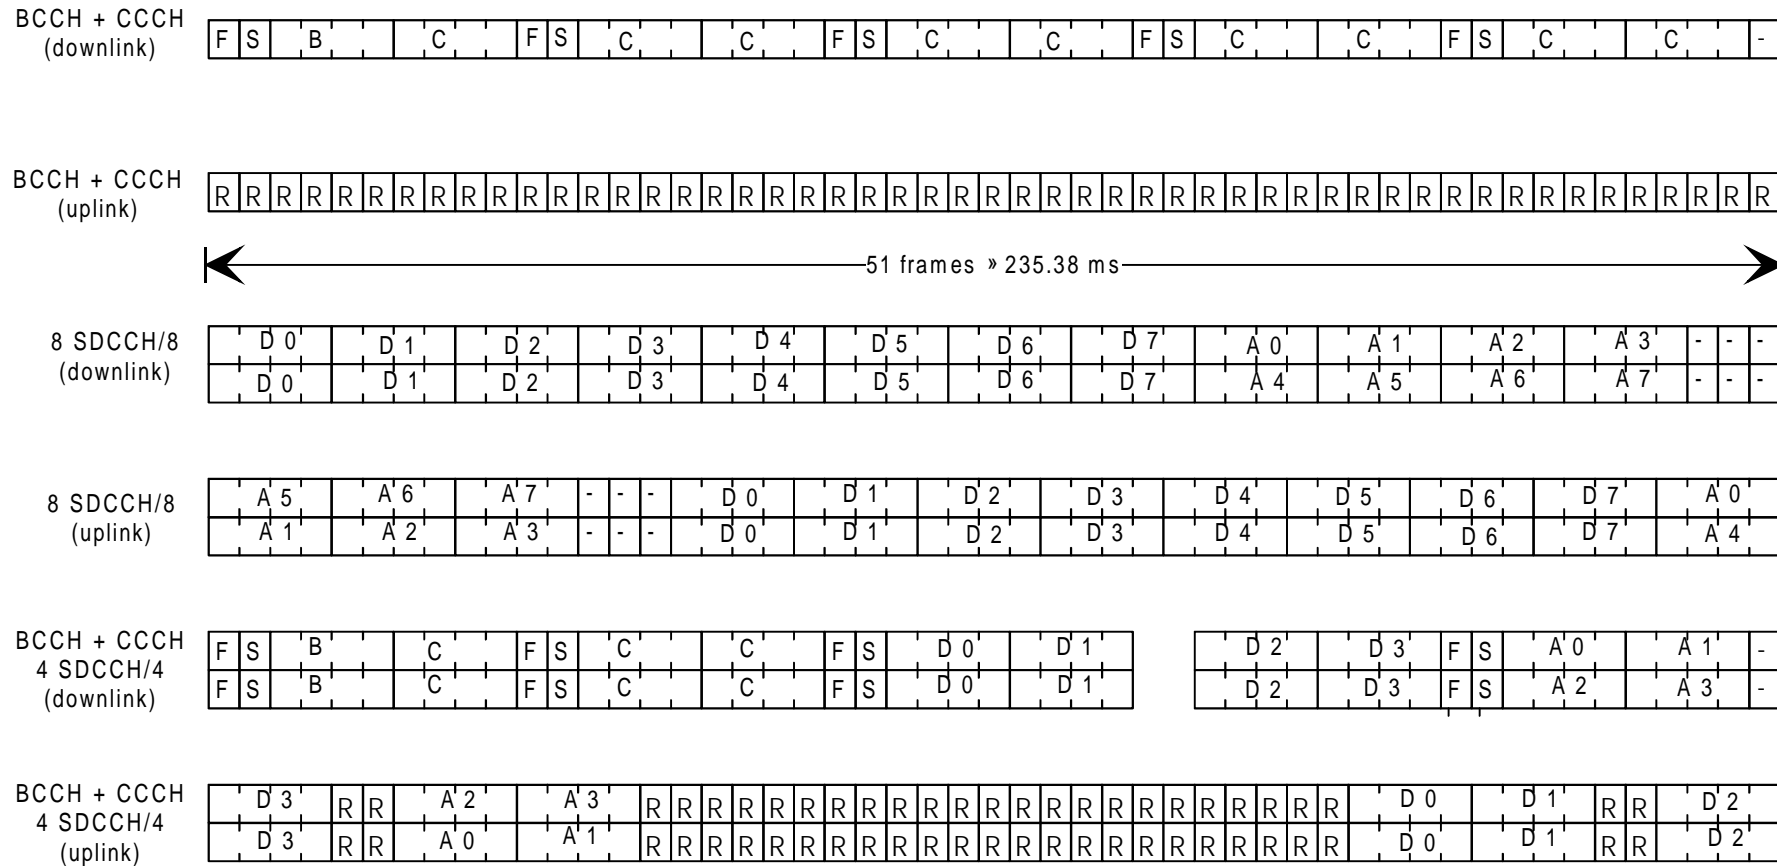 BCCH + CCCH
(downlink)
F S B C F S C C F S C C F S C C F S C C -
BCCH + CCCH
(uplink)
R R R R R R R R R R R R R R R R R R R R R R R R R R R R R R R R R R R R R R R R R R R R R R R R R R R
51 frames » 235.38 ms
8 SDCCH/8
(downlink)
D 0 D 1 D 2 D 3 D 4 D 5 D 6 D 7 A 0 A 1 A 2 A 3 - - -
D 0 D 1 D 2 D 3 D 4 D 5 D 6 D 7 A 4 A 5 A 6 A 7 - - -
8 SDCCH/8
(uplink)
A 5 A 6 A 7 - - - D 0 D 1 D 2 D 3 D 4 D 5 D 6 D 7 A 0
A 1 A 2 A 3 - - - D 0 D 1 D 2 D 3 D 4 D 5 D 6 D 7 A 4
BCCH + CCCH
4 SDCCH/4
(downlink)
F S B C F S C C F S D 0 D 1 D 2 D 3 F S A 0 A 1 -
F S B C F S C C F S D 0 D 1 D 2 D 3 F S A 2 A 3 -
BCCH + CCCH
4 SDCCH/4
(uplink)
D 3 R R A 2 A 3 R R R R R R R R R R R R R R R R R R R R R R R D 0 D 1 R R D 2
D 3 R R A 0 A 1 R R R R R R R R R R R R R R R R R R R R R R R D 0 D 1 R R D 2